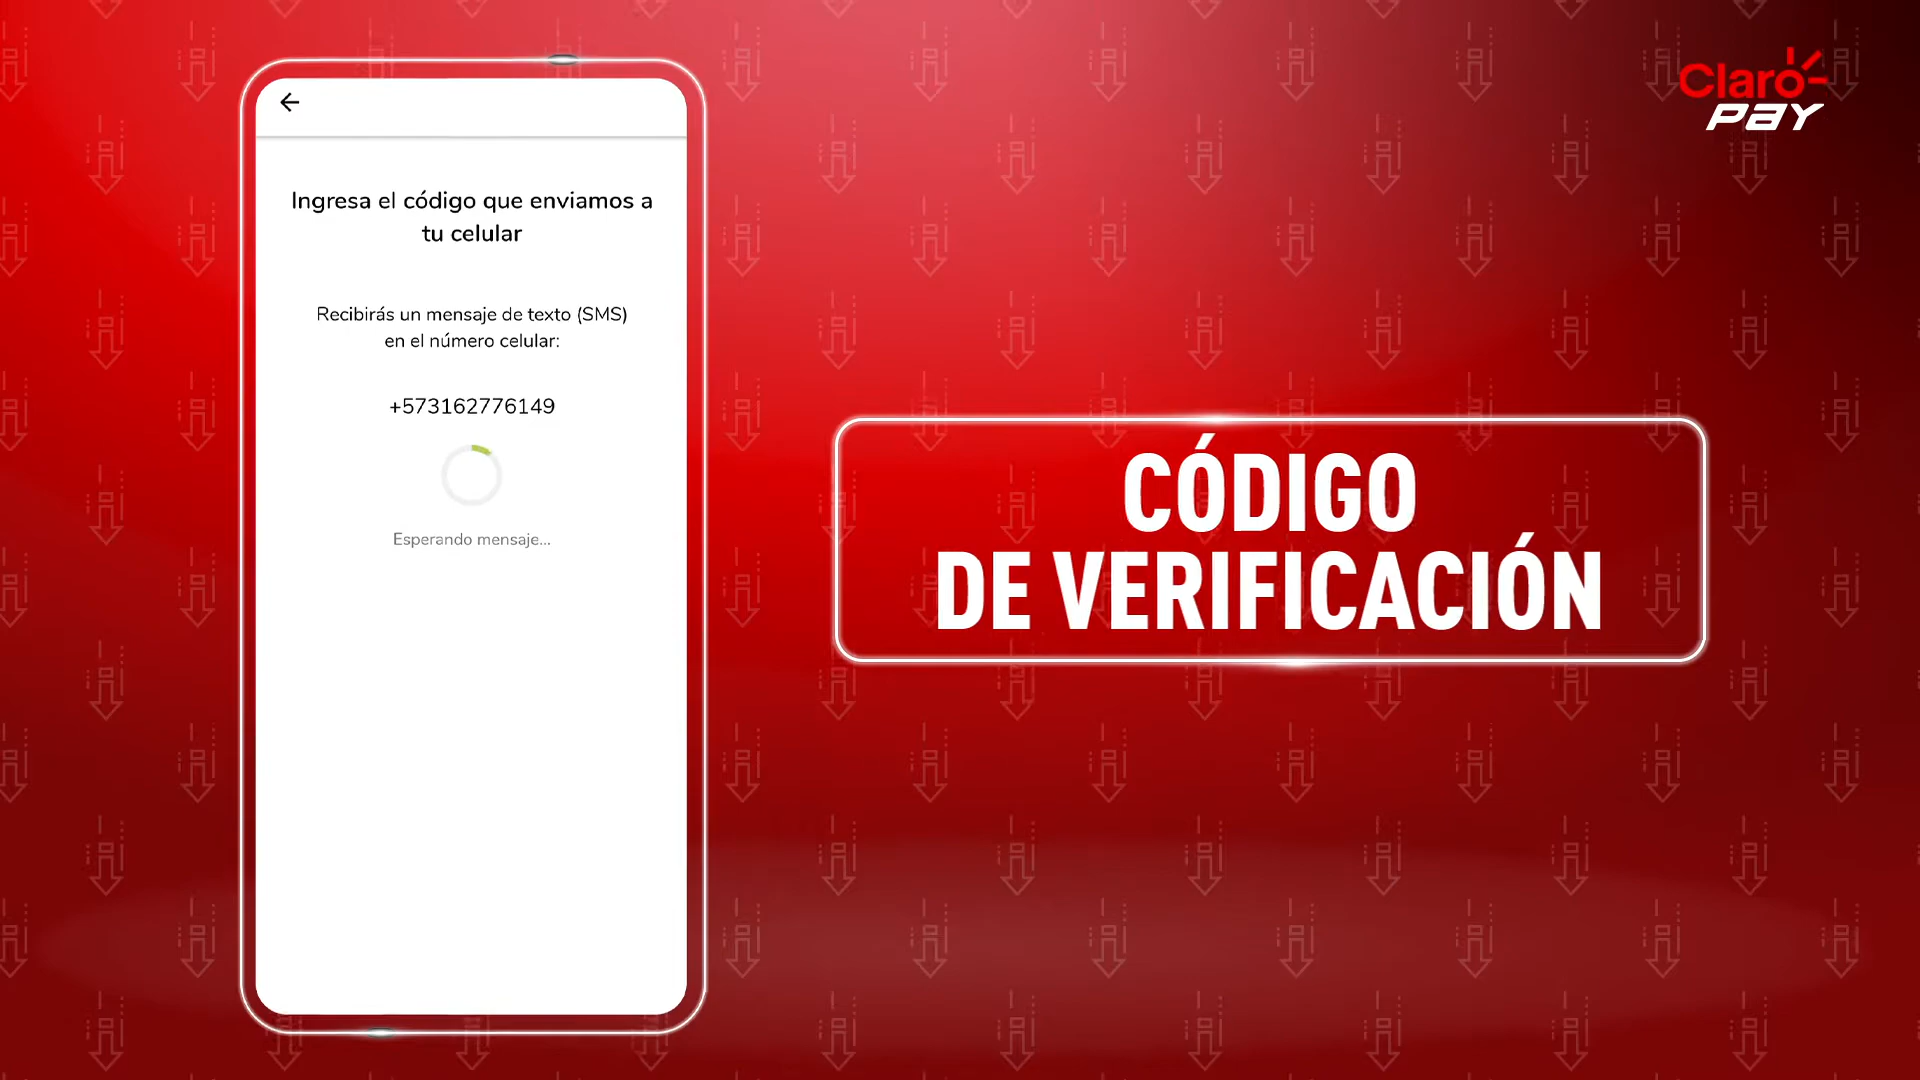 Ingresa el código que enviamos a
tu celular
Recibirás un mensaje de texto (SMS)
en el número celular:
+573162776149
Esperando mensaje...
Claro
pay
CÓDIGO
DE VERIFICACIÓN